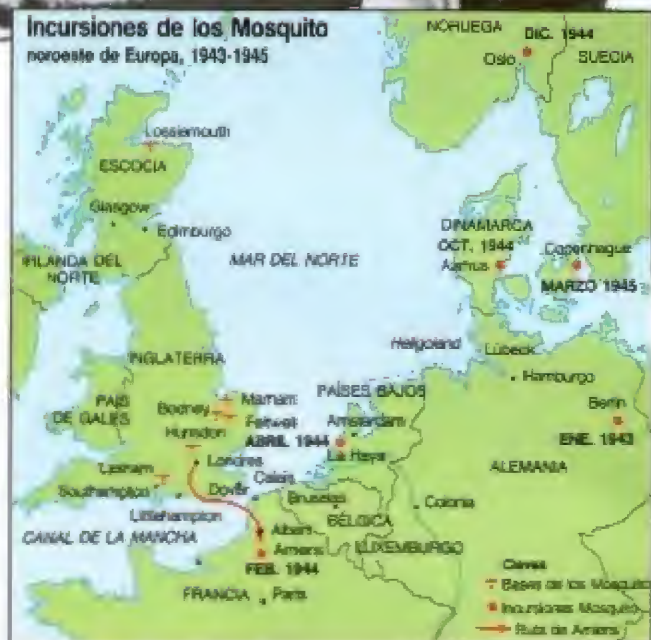 Incursiones de los Mosquito
noroeste de Europa, 1943-1945
NORUEGA
DIC. 1944
Oslo
SUECIA
Lossiemouth
ESCOCIA
Glasgow
Edimburgo
IRLANDA DEL
NORTE
MAR DEL NORTE
DINAMARCA
OCT. 1944
Aarhus
Copenhague
MARZO 1945
Heligoland
Lübeck
Hamburgo
INGLATERRA
PAÍS
DE GALES
Marham
Bodney
Feltwell
PAÍSES BAJOS
Amsterdam
ABRIL 1944
La Haya
Berlín
ENE. 1943
ALEMANIA
Hunsdon
Londres
Lasham
Southampton
Dover
Calais
Littlehampton
Bruselas
BÉLGICA
Colonia
CANAL DE LA MANCHA
Albert
Amiens
FEB. 1944
LUXEMBURGO
FRANCIA
París
Claves
Bases de los Mosquito
Incursiones Mosquito
Ruta de Amiens